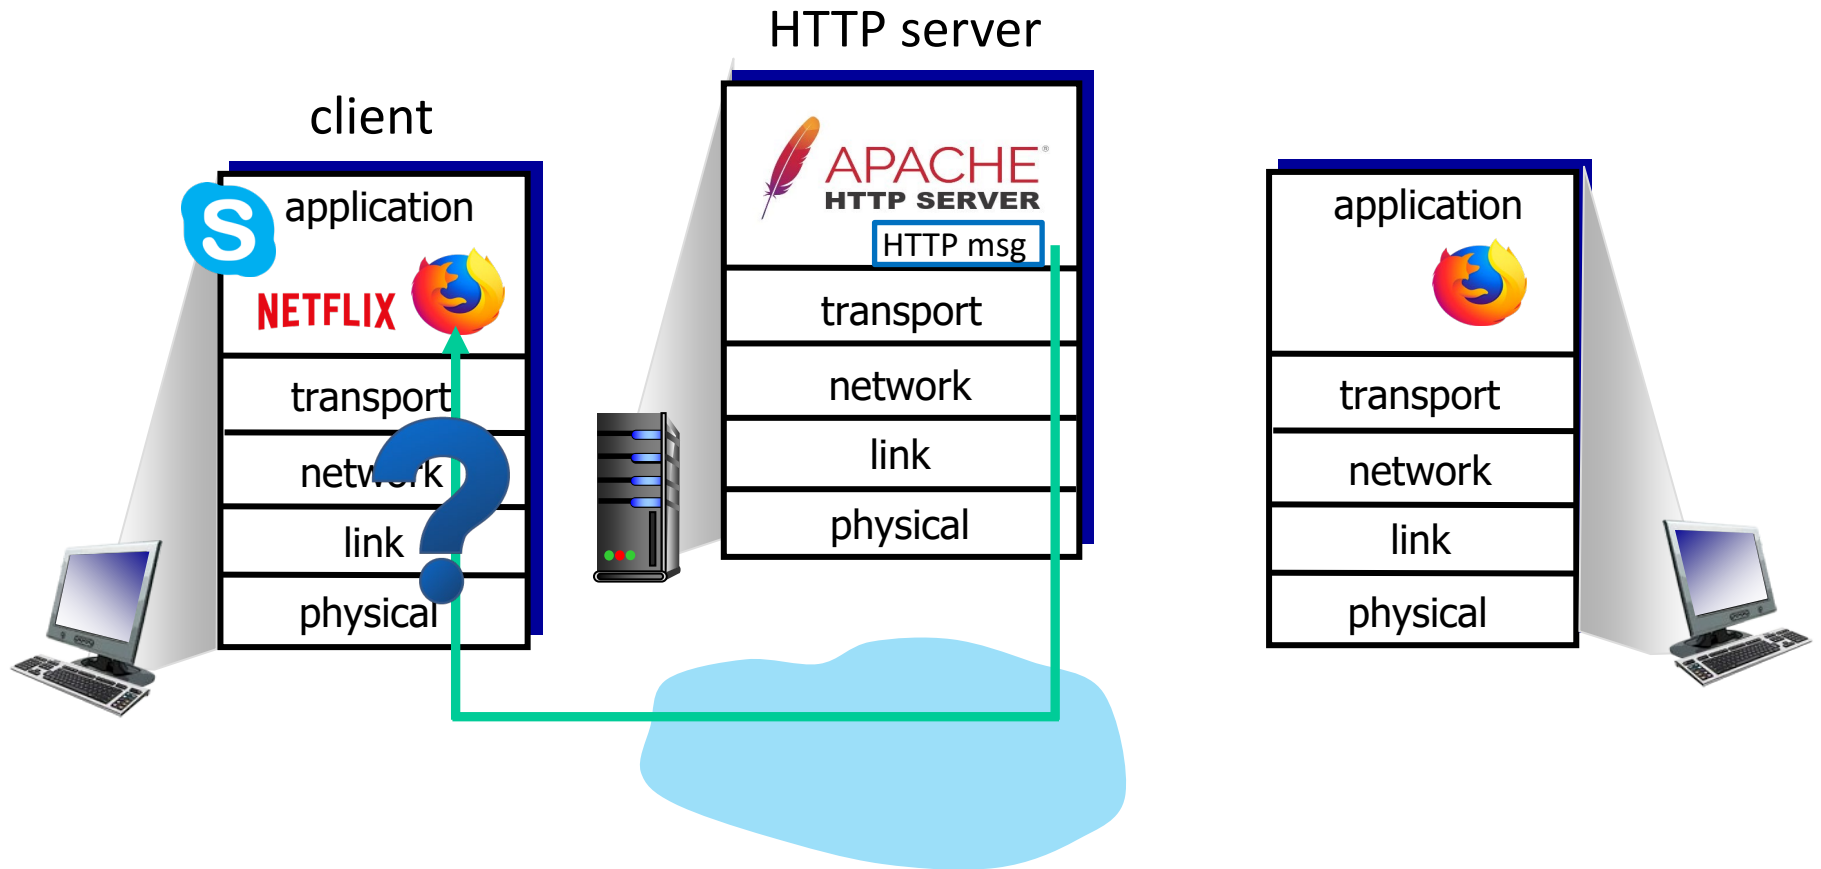 HTTP server
client
APACHE®
HTTP SERVER
HTTP msg
transport
network
link
physical
S
application
NETFLIX
transport
network
link
physical
?
application
transport
network
link
physical